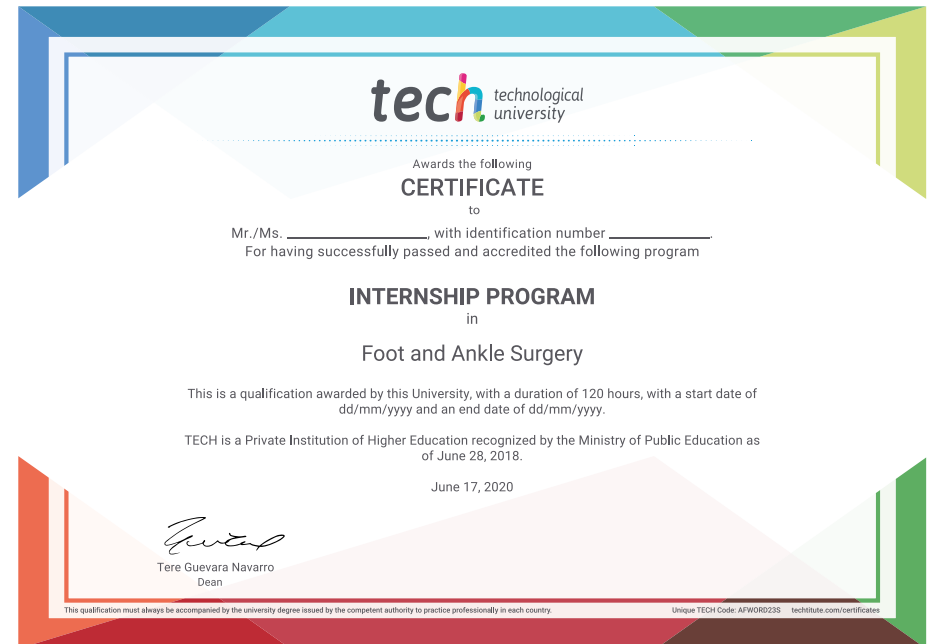 tech technological
university
Awards the following
CERTIFICATE
to
Mr./Ms. ____________________, with identification number ______________.
For having successfully passed and accredited the following program
INTERNSHIP PROGRAM
in
Foot and Ankle Surgery
This is a qualification awarded by this University, with a duration of 120 hours, with a start date of
dd/mm/yyyy and an end date of dd/mm/yyyy.
TECH is a Private Institution of Higher Education recognized by the Ministry of Public Education as
of June 28, 2018.
June 17, 2020
Tere Guevara Navarro
Dean
This qualification must always be accompanied by the university degree issued by the competent authority to practice professionally in each country.
Unique TECH Code: AFWORD23S techtitute.com/certificates